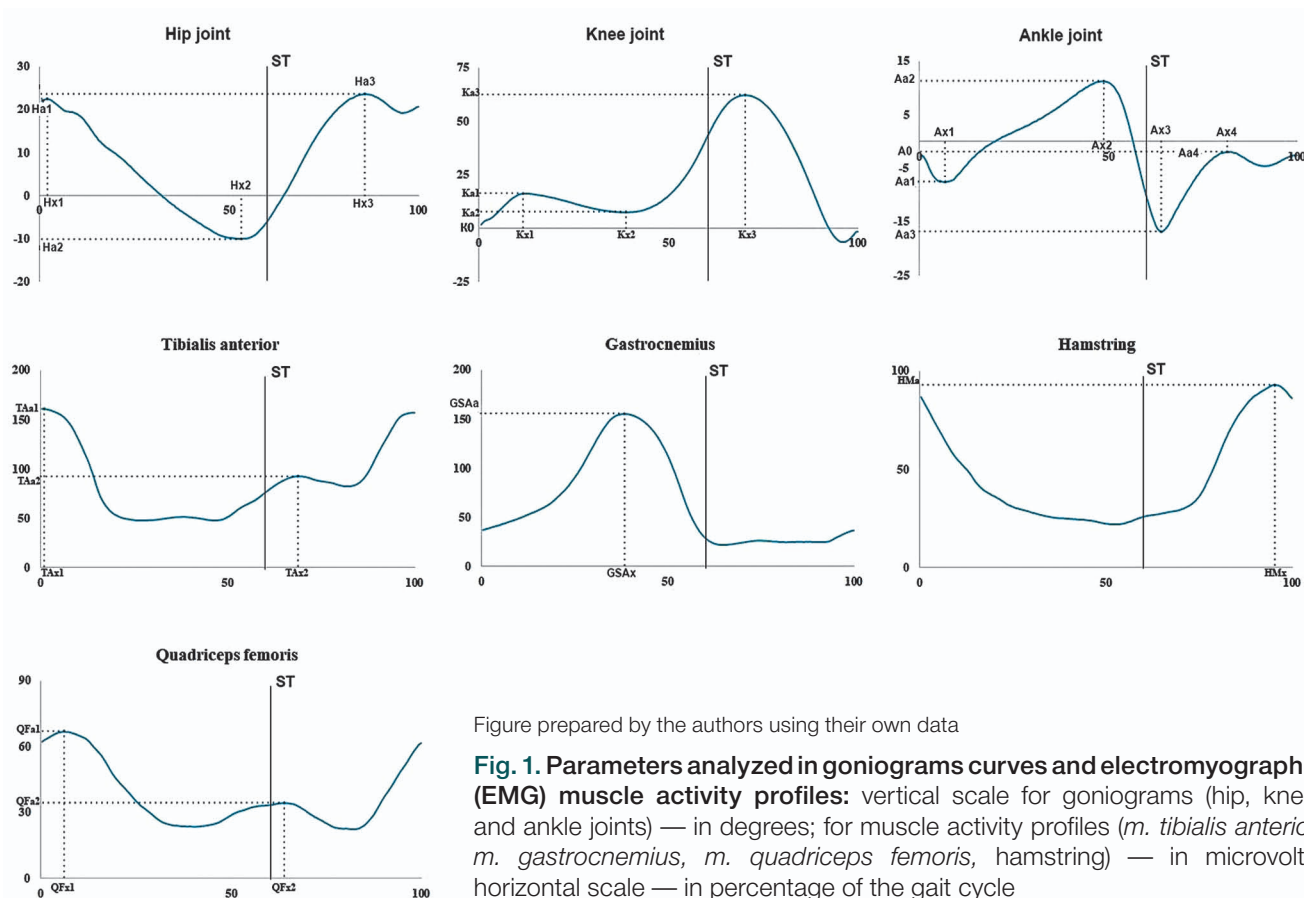 Hip joint
30
20
10
0
-10
-20
Ha1
Ha2
Hx1
0
Hx2
50
ST
Ha3
Hx3
100
Knee joint
75
50
25
-25
Ka3
Ka1
Ka2
K0
0
Kx1
Kx2
50
ST
Kx3
100
Ankle joint
15
5
-5
-15
-25
Aa2
A0
Aa1
Aa3
0
Ax1
Ax2
50
ST
Ax3
Aa4
Ax4
100
Tibialis anterior
200
150
100
50
0
TAa1
TAa2
0
TAx1
50
ST
TAx2
100
Gastrocnemius
200
150
100
50
0
GSAa
0
GSAx
50
ST
100
Hamstring
100
HMa
50
0
0
50
ST
HMx
100
Quadriceps femoris
90
60
30
0
QFa1
QFa2
0
QFx1
50
ST
QFx2
100
Figure prepared by the authors using their own data
Fig. 1. Parameters analyzed in goniograms curves and electromyograph
(EMG) muscle activity profiles: vertical scale for goniograms (hip, kne
and ankle joints) — in degrees; for muscle activity profiles (m. tibialis anteric
m. gastrocnemius, m. quadriceps femoris, hamstring) — in microvolt
horizontal scale — in percentage of the gait cycle